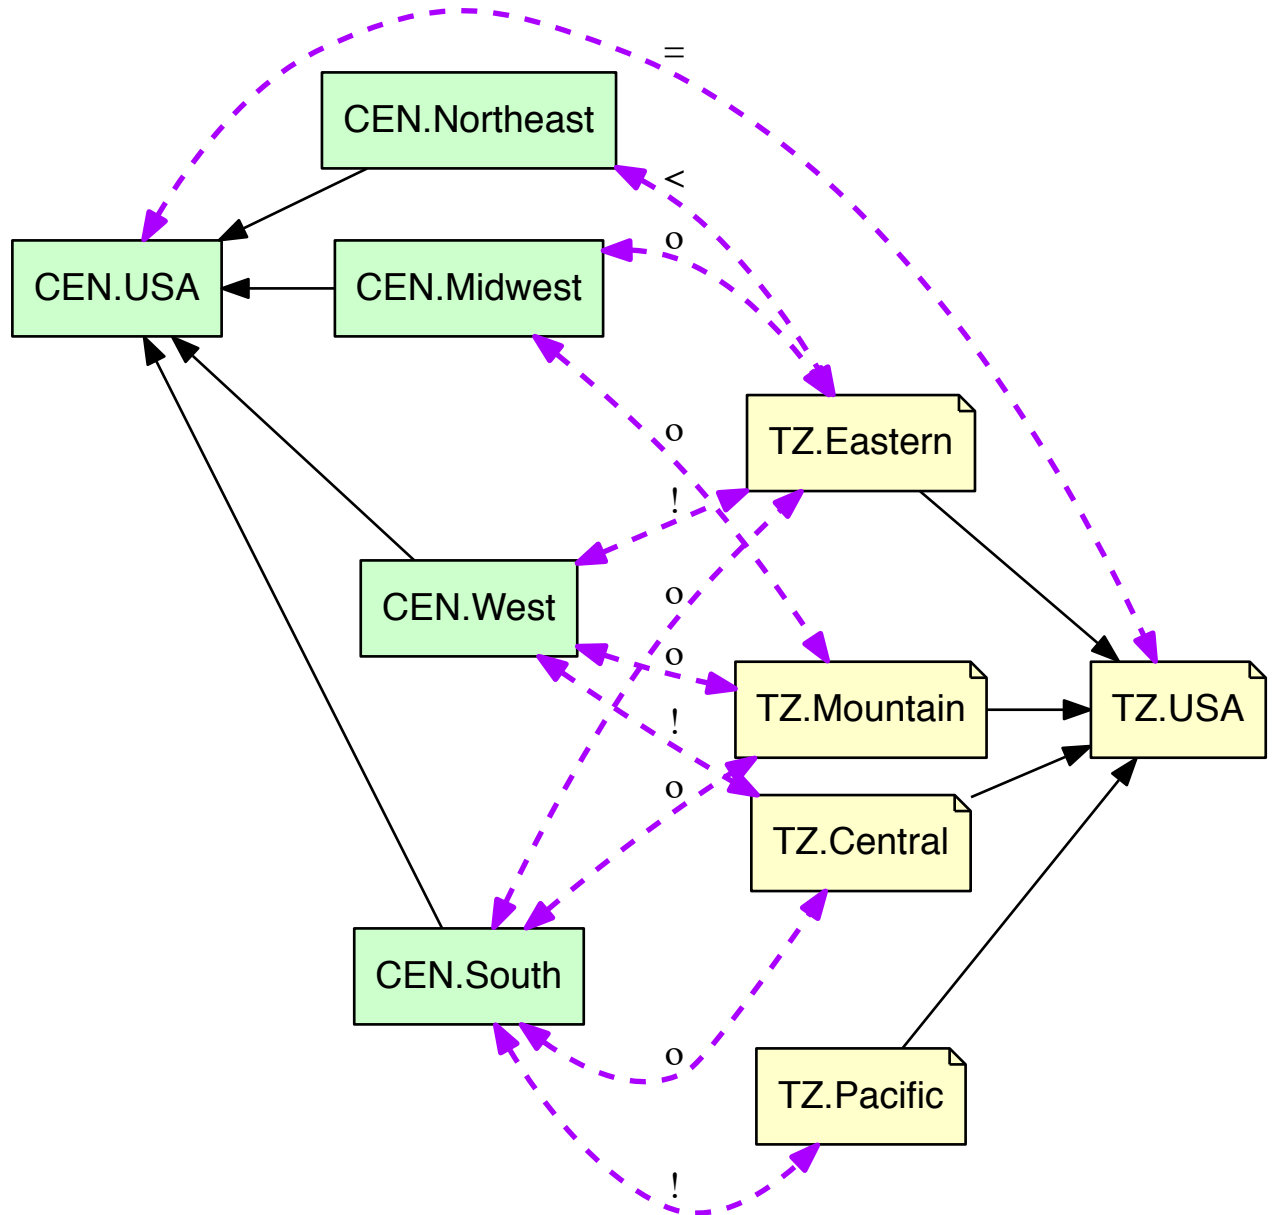 =
CEN.Northeast
<
o
CEN.USA
CEN.Midwest
o
TZ.Eastern
!
o
CEN.West
o
TZ.Mountain
TZ.USA
!
o
TZ.Central
CEN.South
o
TZ.Pacific
!